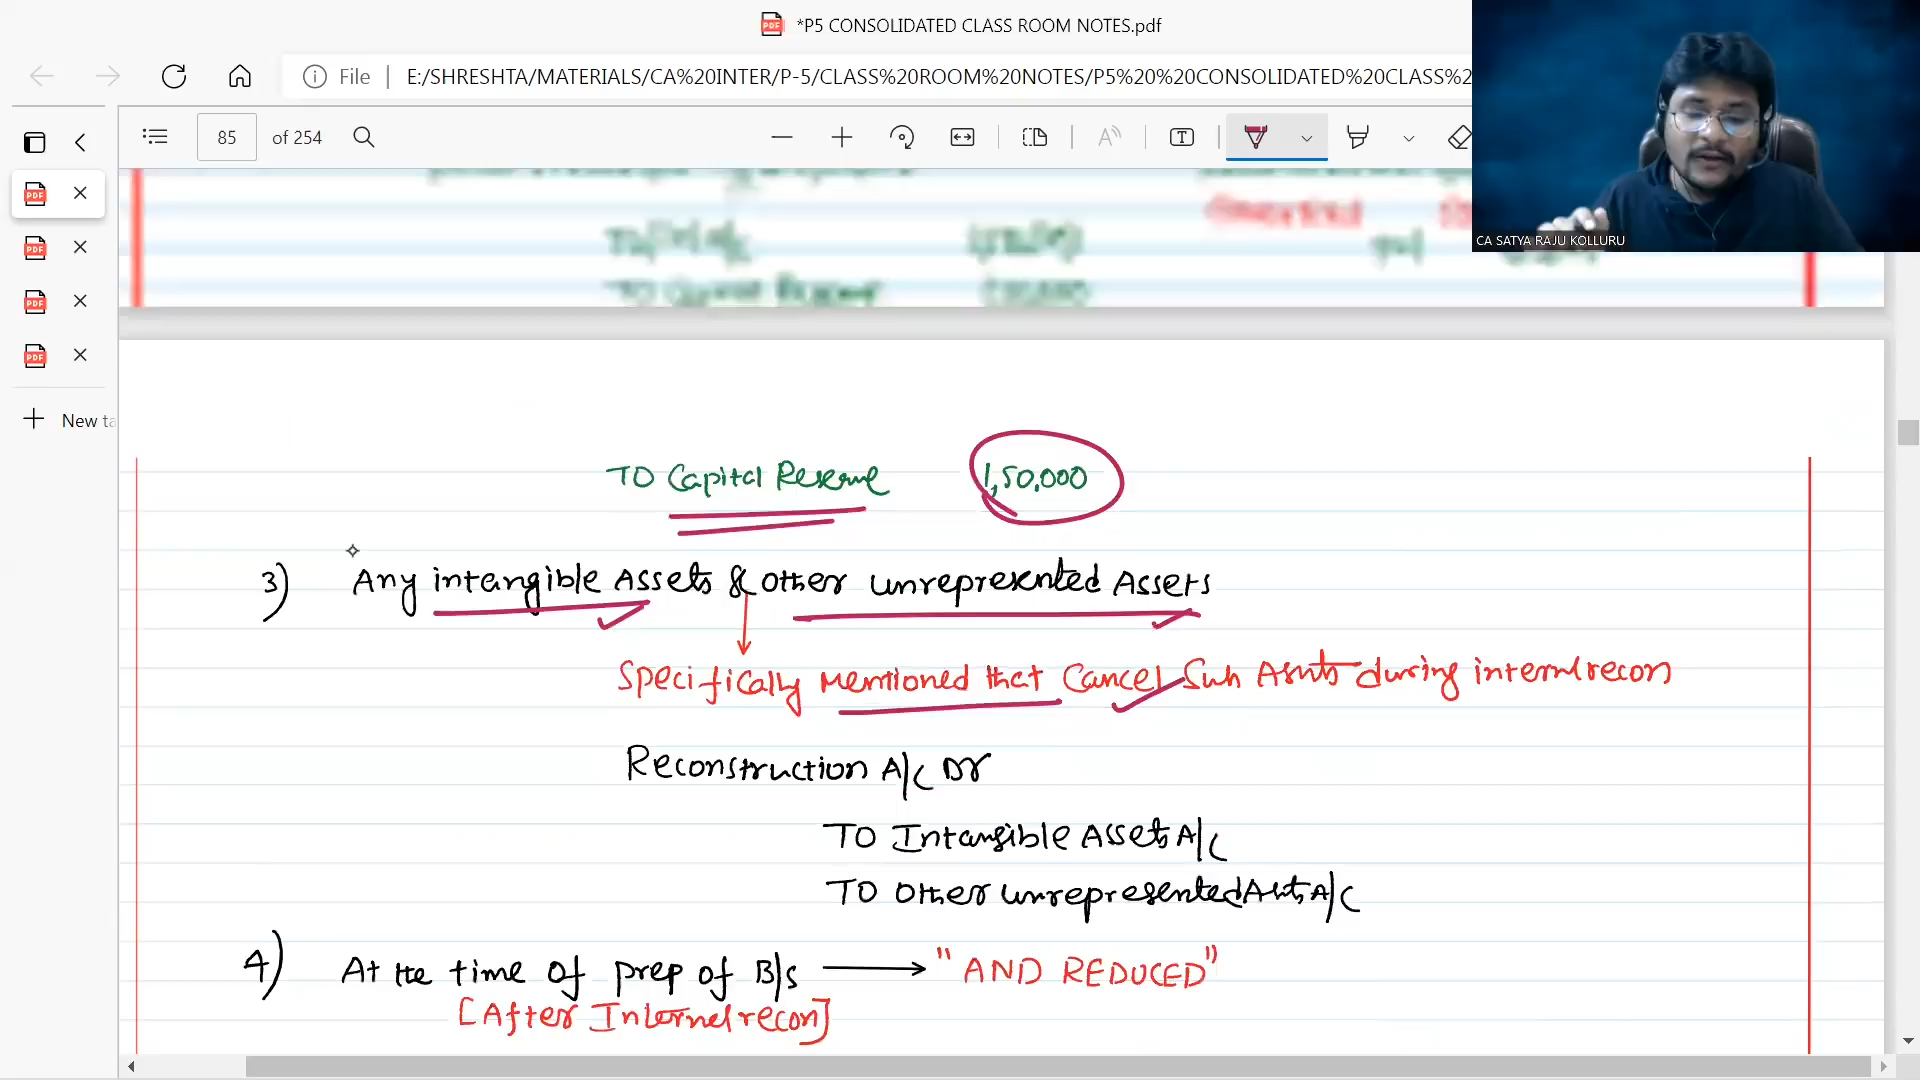 *P5 CONSOLIDATED CLASS ROOM NOTES.pdf
File E:/SHRESHTA/MATERIALS/CA%20INTER/P-5/CLASS%20ROOM%20NOTES/P5%20%20CONSOLIDATED%20CLASS%2
85 of 254
CA SATYA RAJU KOLLURU
New ta
TO Capital Reserve 1,50,000
3) Any intangible Assets & other unrepresented Assets
Specifically mentioned that Cancel Such Assets during internal recon
Reconstruction A/C Dr
TO Intangible Assets A/C
TO Other unrepresented Assets A/C
4) At the time of prep of B/s → "AND REDUCED"
[After Internal recon]